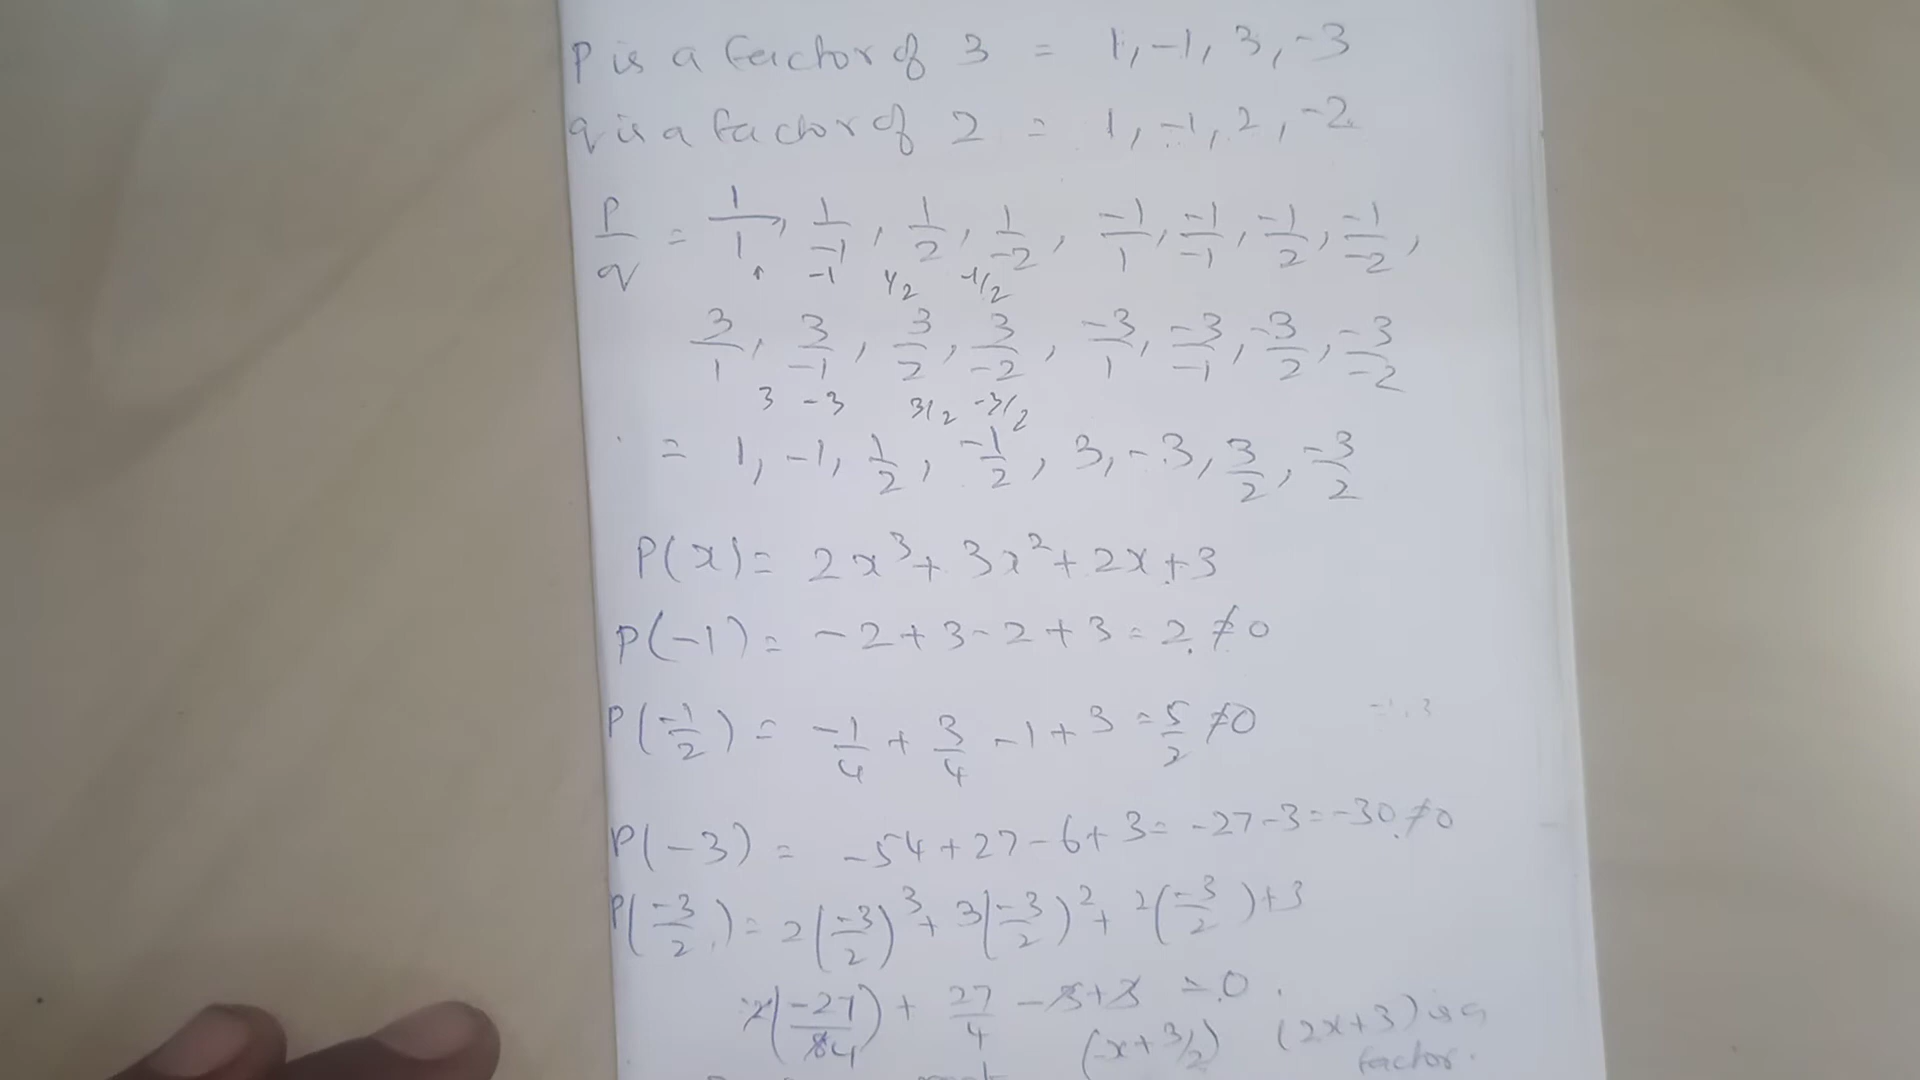 P is a factor of 3 = 1, -1, 3, -3
q is a factor of 2 = 1, -1, 2, -2
P/q = 1/1, 1/-1, 1/2, 1/-2, -1/1, -1/-1, -1/2, -1/-2,
-1 1/2 -1/2
3/1, 3/-1, 3/2, 3/-2, -3/1, -3/-1, -3/2, -3/-2
3 -3 3/2 -3/2
= 1, -1, 1/2, -1/2, 3, -3, 3/2, -3/2
P(x) = 2x³ + 3x² + 2x + 3
P(-1) = -2 + 3 - 2 + 3 = 2 ≠ 0
P(-1/2) = -1/4 + 3/4 - 1 + 3 = 5/2 ≠ 0
P(-3) = -54 + 27 - 6 + 3 = -27 - 3 = -30 ≠ 0
P(-3/2) = 2(-3/2)³ + 3(-3/2)² + 2(-3/2) + 3
2(-27/84) + 27/4 - 3 + 3 = 0.
(x + 3/2) (2x+3) is a
factor.